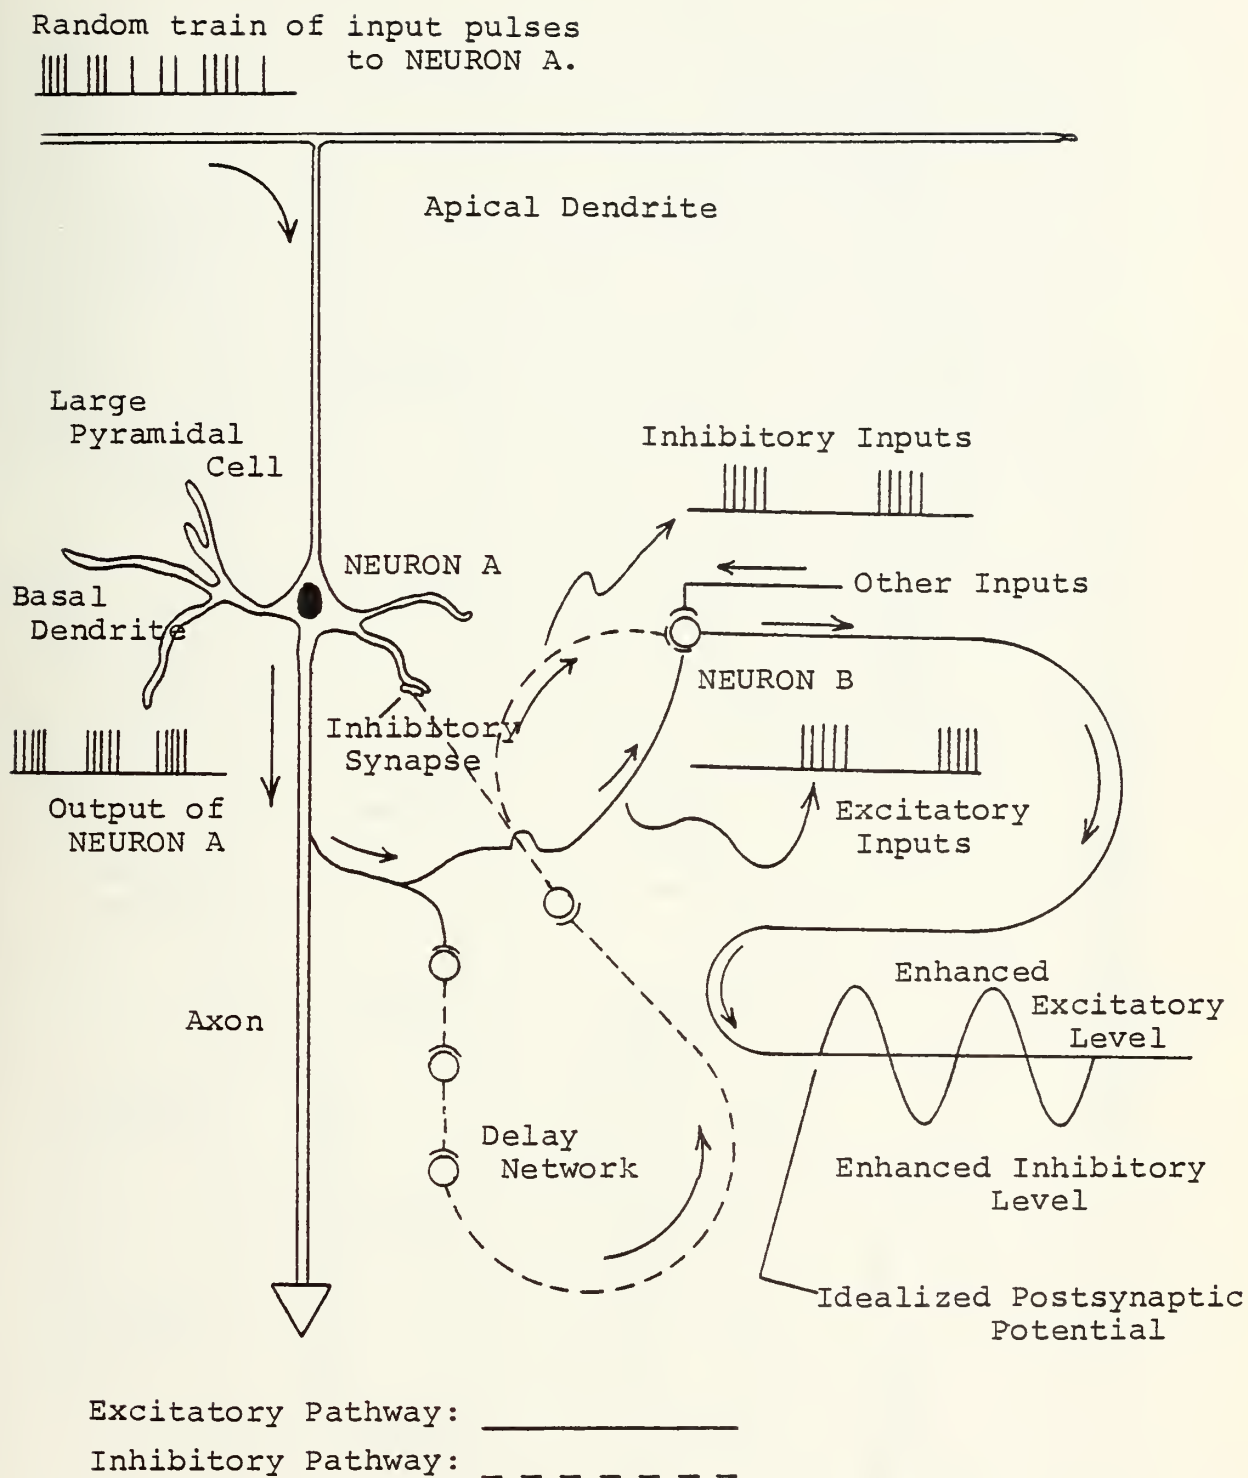 Random train of input pulses
to NEURON A.
Apical Dendrite
Large
Pyramidal
Cell
Inhibitory Inputs
NEURON A
Other Inputs
Basal
Dendrite
NEURON B
Inhibitory
Synapse
Output of
NEURON A
Excitatory
Inputs
Enhanced
Excitatory
Level
Axon
Delay
Network
Enhanced Inhibitory
Level
Idealized Postsynaptic
Potential
Excitatory Pathway:
Inhibitory Pathway: